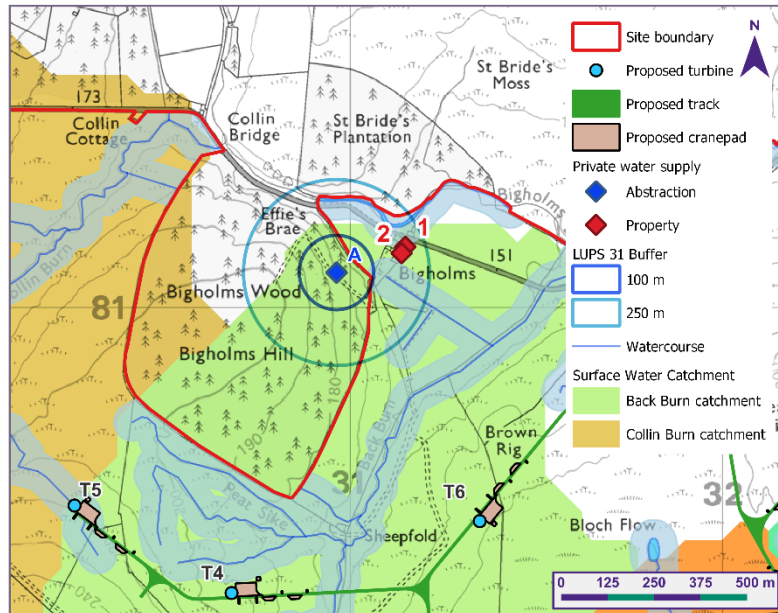 173
Collin
Cottage
Collin
Bridge
St Bride's
Plantation
St Bride's
Moss
Bigholms
Effie's
Brae
A
2
1
Bigholms
151
Collin Burn
81
Bigholms Wood
Bigholms Hill
180
190
31
Back Burn
Peat Sike
Sheepfold
Brown
Rig
T5
T4
T6
240
Bloch Flow
32
N
Site boundary
Proposed turbine
Proposed track
Proposed cranepad
Private water supply
Abstraction
Property
LUPS 31 Buffer
100 m
250 m
Watercourse
Surface Water Catchment
Back Burn catchment
Collin Burn catchment
0 125 250 375 500 m